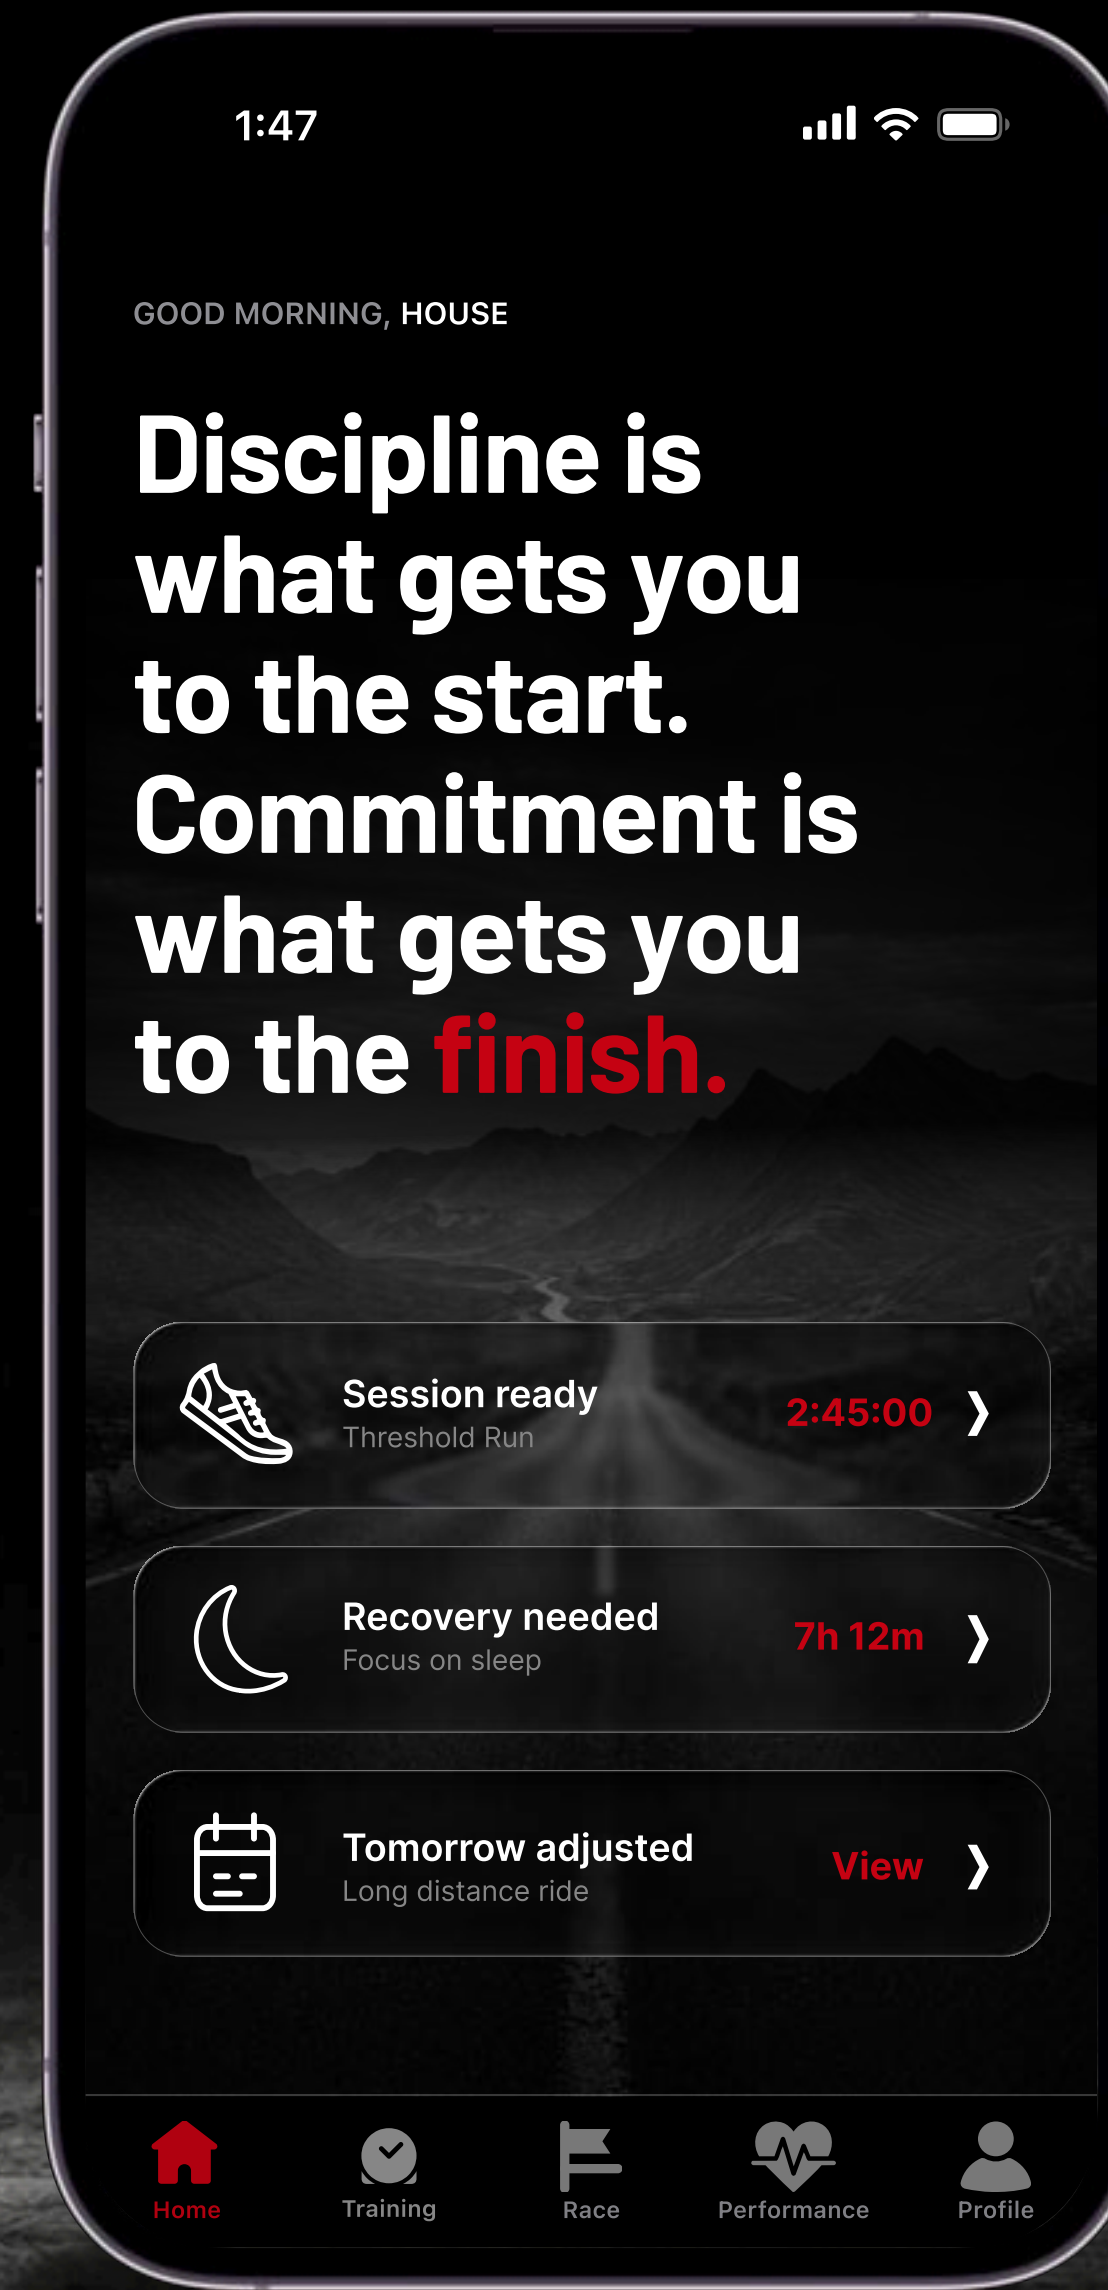 1:47
GOOD MORNING, HOUSE
Discipline is
what gets you
to the start.
Commitment is
what gets you
to the finish.
Session ready
Threshold Run
2:45:00
Recovery needed
Focus on sleep
7h 12m
Tomorrow adjusted
Long distance ride
View
Home
Training
Race
Performance
Profile